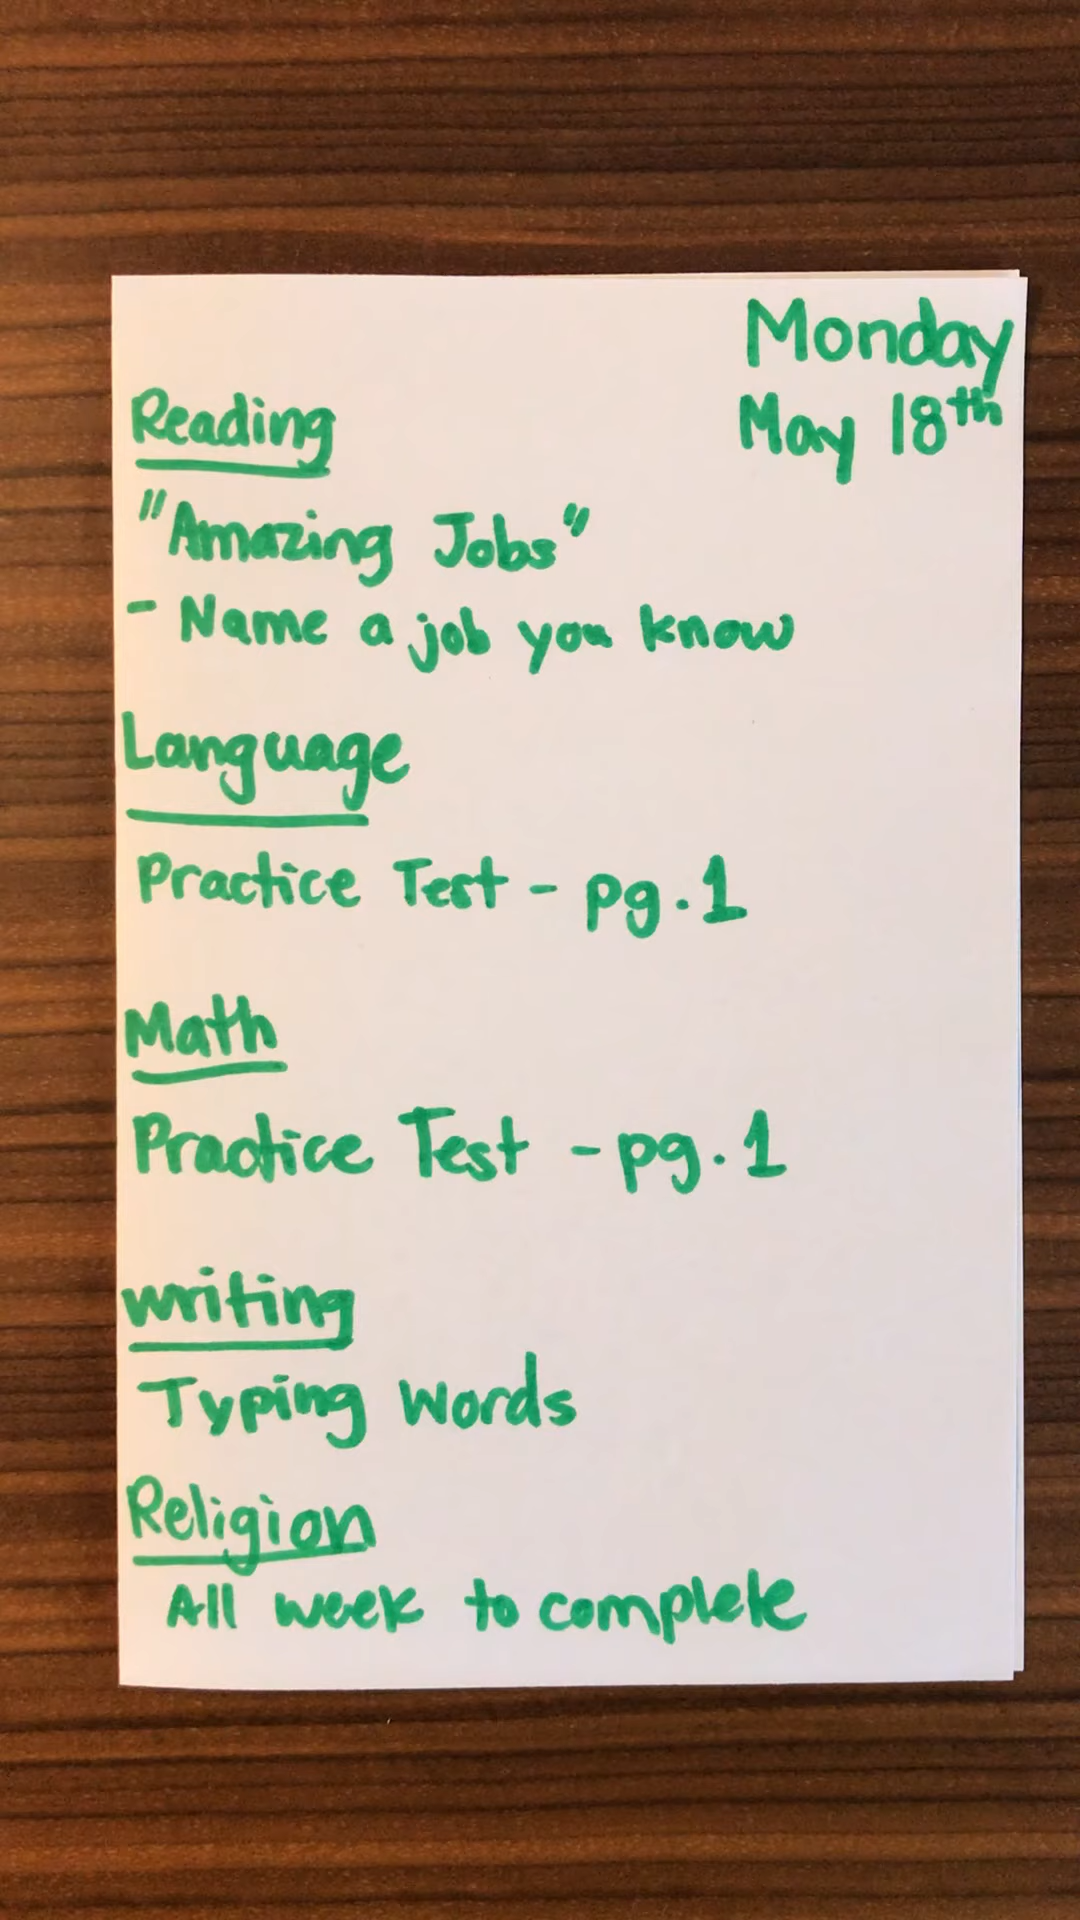 Monday
May 18th
Reading
"Amazing Jobs"
- Name a job you know
Language
Practice Test - pg.1
Math
Practice Test - pg.1
writing
Typing words
Religion
All week to complete